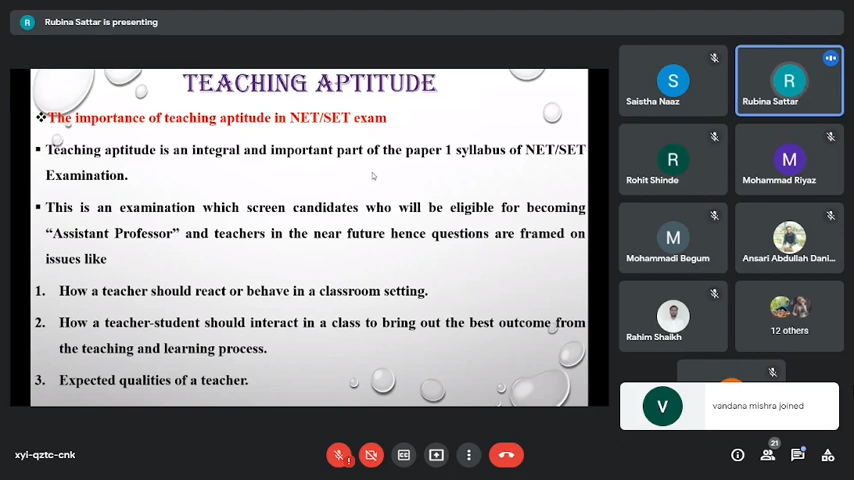 R Rubina Sattar is presenting
TEACHING APTITUDE
❖The importance of teaching aptitude in NET/SET exam
▪ Teaching aptitude is an integral and important part of the paper 1 syllabus of NET/SET
Examination.
▪ This is an examination which screen candidates who will be eligible for becoming
“Assistant Professor” and teachers in the near future hence questions are framed on
issues like
1. How a teacher should react or behave in a classroom setting.
2. How a teacher-student should interact in a class to bring out the best outcome from
the teaching and learning process.
3. Expected qualities of a teacher.
S
Saistha Naaz
R
Rubina Sattar
R
Rohit Shinde
M
Mohammad Riyaz
M
Mohammadi Begum
Ansari Abdullah Dani...
Rahim Shaikh
12 others
V vandana mishra joined
xyi-qztc-cnk
21